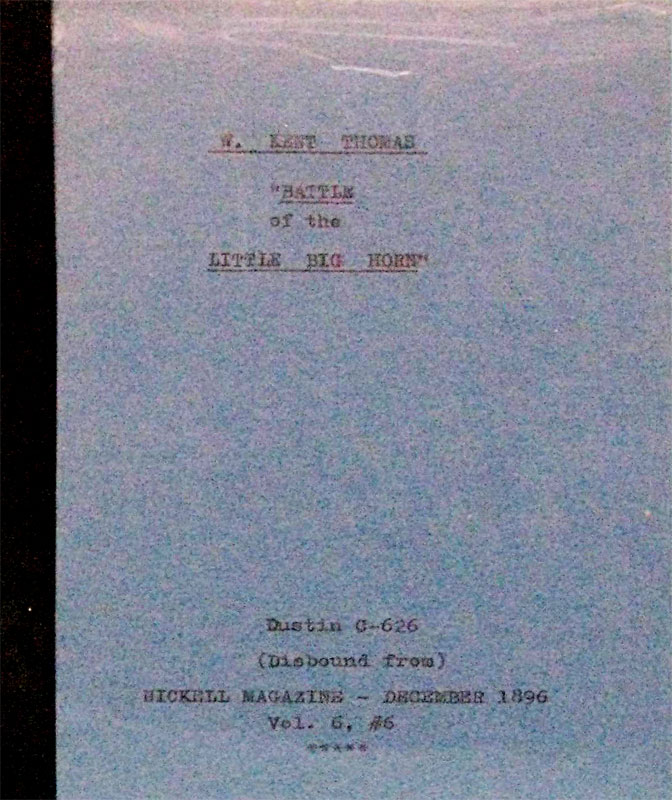 W. KENT THOMAS
"BATTLE
of the
LITTLE BIG HORN"
Dustin G-626
(Disbound from)
NICKELL MAGAZINE - DECEMBER 1896
Vol. 6, #6
*****